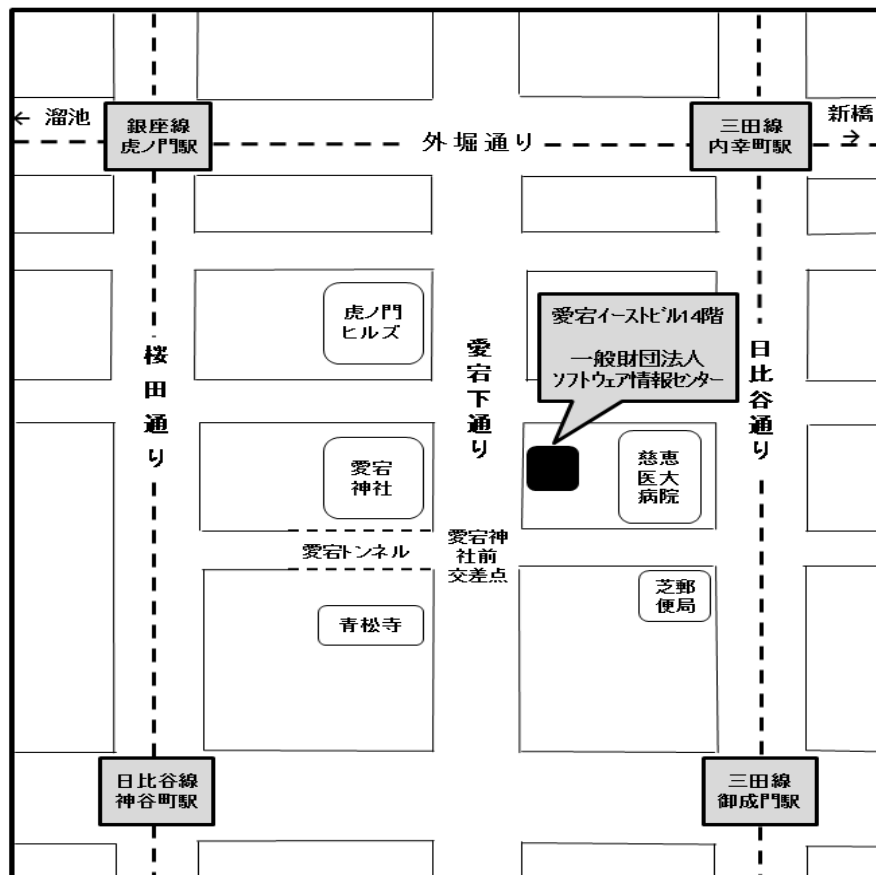 ← 溜池
銀座線
虎ノ門駅
外堀通り
三田線
内幸町駅
新橋
→
虎ノ門
ヒルズ
愛宕イーストビル14階
一般財団法人
ソフトウェア情報センター
桜田通り
愛宕下通り
日比谷通り
愛宕
神社
慈恵
医大
病院
愛宕トンネル
愛宕神
社前
交差点
芝郵
便局
青松寺
日比谷線
神谷町駅
三田線
御成門駅